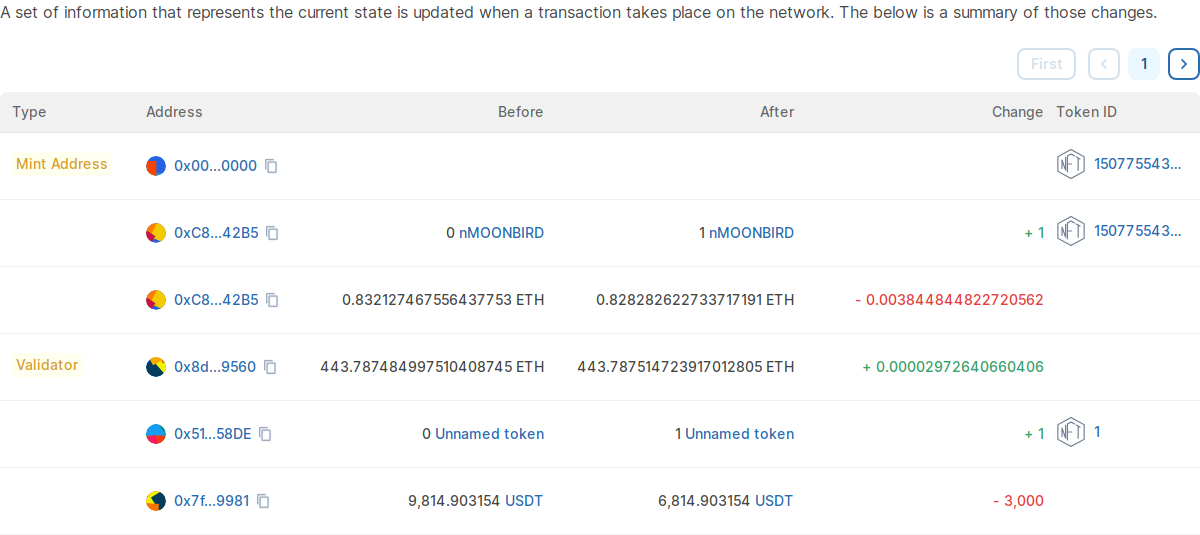 A set of information that represents the current state is updated when a transaction takes place on the network. The below is a summary of those changes.
First 1
Type Address Before After Change Token ID
Mint Address 0x00...0000 NFT 150775543...
0xC8...42B5 0 nMOONBIRD 1 nMOONBIRD + 1 NFT 150775543...
0xC8...42B5 0.832127467556437753 ETH 0.828282622733717191 ETH - 0.003844844822720562
Validator 0x8d...9560 443.787484997510408745 ETH 443.787514723917012805 ETH + 0.00002972640660406
0x51...58DE 0 Unnamed token 1 Unnamed token + 1 NFT 1
0x7f...9981 9,814.903154 USDT 6,814.903154 USDT - 3,000